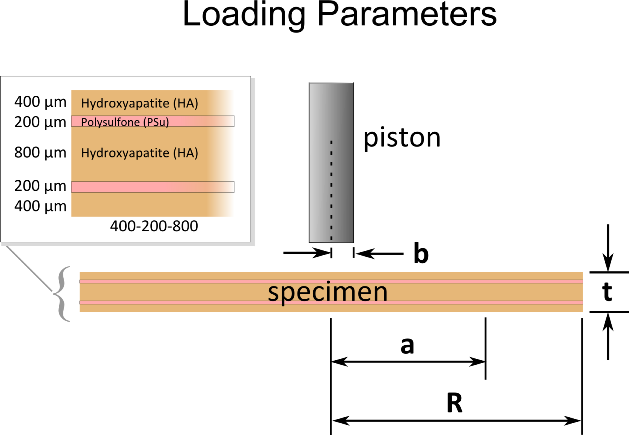 Loading Parameters
400 µm
Hydroxyapatite (HA)
200 µm
Polysulfone (PSu)
800 µm
Hydroxyapatite (HA)
200 µm
400 µm
400-200-800
piston
b
specimen
t
a
R